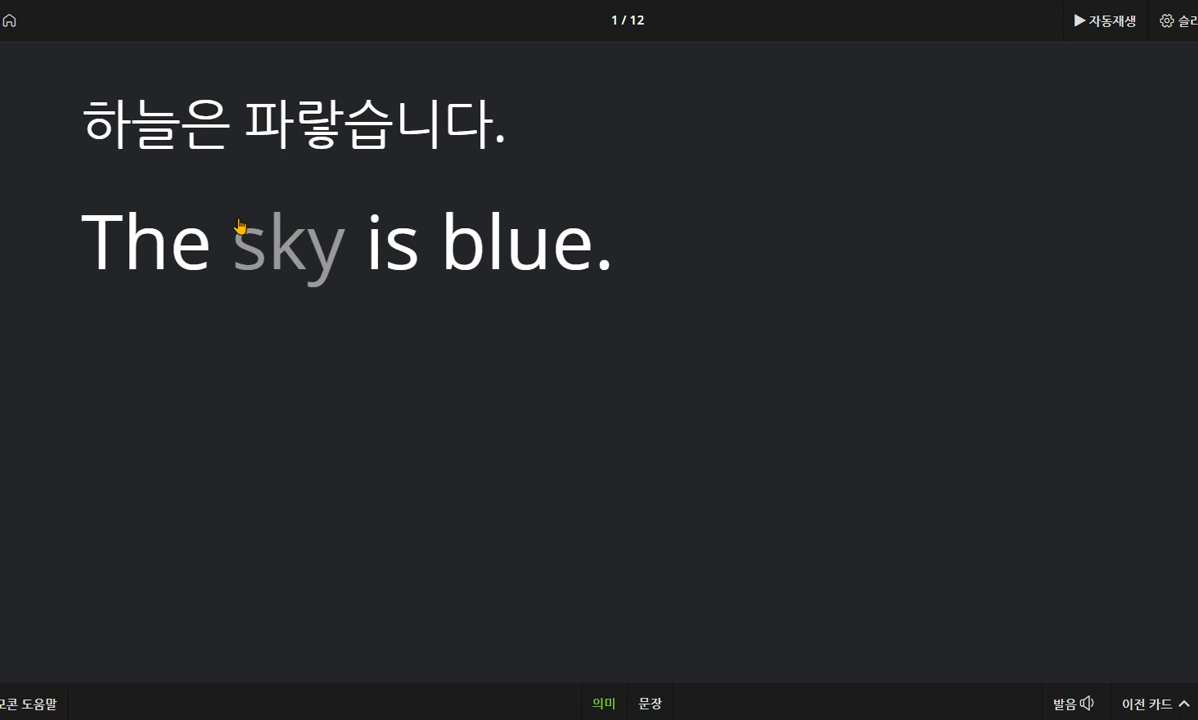 1 / 12
▶ 자동재생
하늘은 파랗습니다.
The sky is blue.
도움말
의미 문장
발음
이전 카드